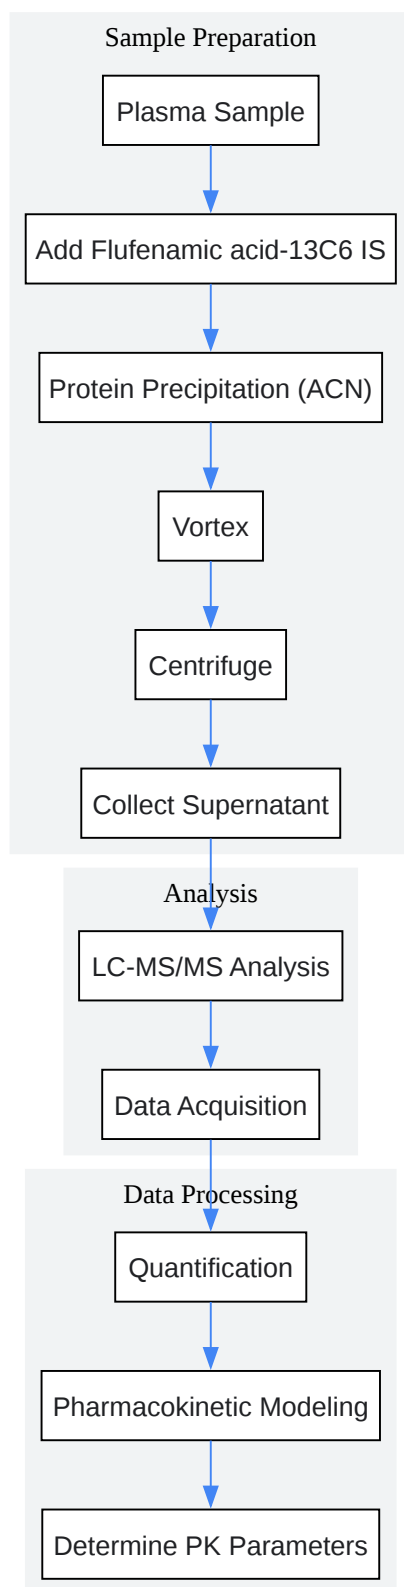 Sample Preparation
Plasma Sample
Add Flufenamic acid-13C6 IS
Protein Precipitation (ACN)
Vortex
Centrifuge
Collect Supernatant
Analysis
LC-MS/MS Analysis
Data Acquisition
Data Processing
Quantification
Pharmacokinetic Modeling
Determine PK Parameters